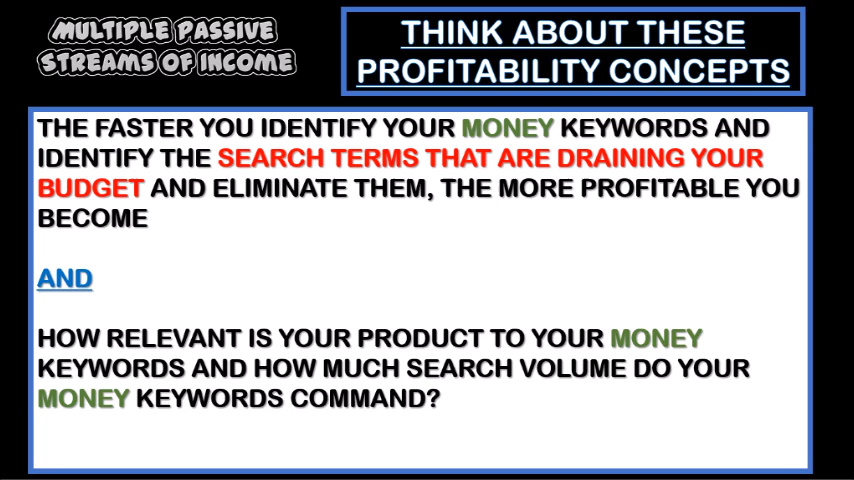 MULTIPLE PASSIVE
STREAMS OF INCOME
THINK ABOUT THESE
PROFITABILITY CONCEPTS
THE FASTER YOU IDENTIFY YOUR MONEY KEYWORDS AND
IDENTIFY THE SEARCH TERMS THAT ARE DRAINING YOUR
BUDGET AND ELIMINATE THEM, THE MORE PROFITABLE YOU
BECOME
AND
HOW RELEVANT IS YOUR PRODUCT TO YOUR MONEY
KEYWORDS AND HOW MUCH SEARCH VOLUME DO YOUR
MONEY KEYWORDS COMMAND?